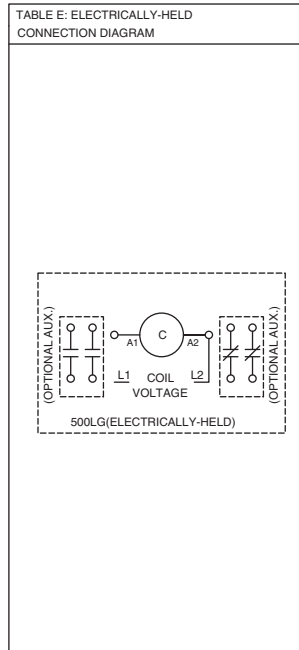 TABLE E: ELECTRICALLY-HELD
CONNECTION DIAGRAM
(OPTIONAL AUX.)
A1
C
A2
(OPTIONAL AUX.)
L1
COIL
VOLTAGE
L2
500LG(ELECTRICALLY-HELD)